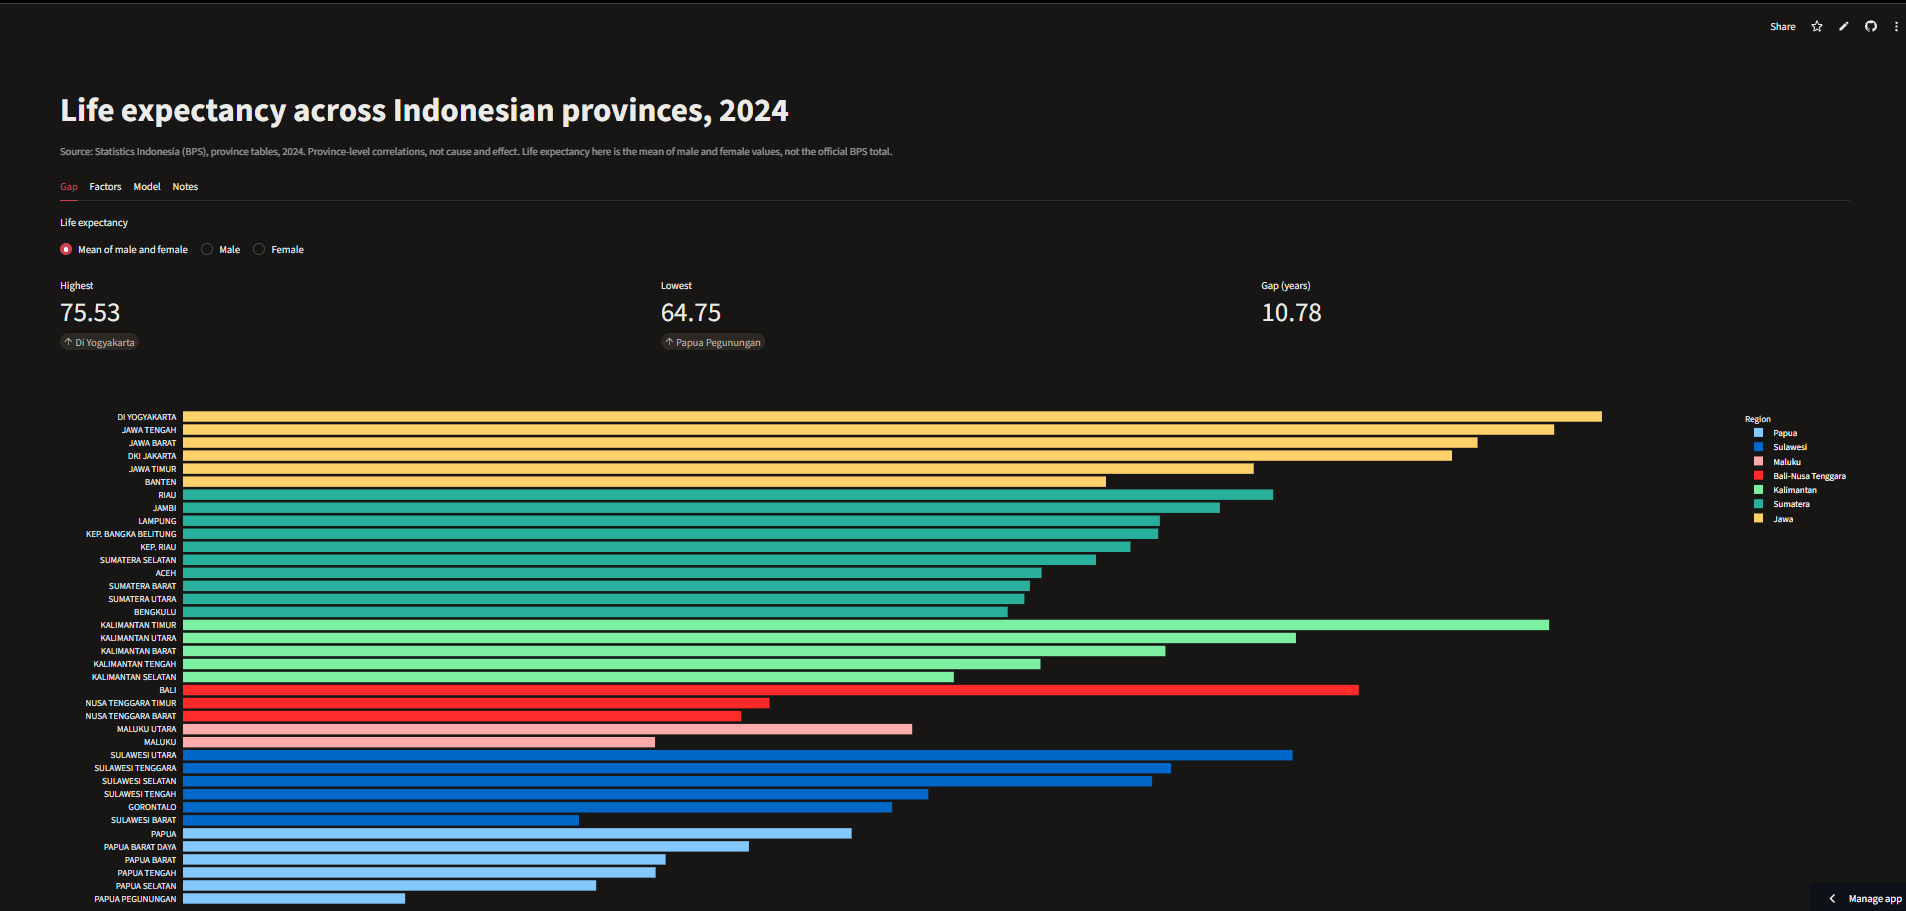 Share
Life expectancy across Indonesian provinces, 2024
Source: Statistics Indonesia (BPS), province tables, 2024. Province-level correlations, not cause and effect. Life expectancy here is the mean of male and female values, not the official BPS total.
Gap Factors Model Notes
Life expectancy
Mean of male and female Male Female
Highest
75.53
↑ Di Yogyakarta
Lowest
64.75
↑ Papua Pegunungan
Gap (years)
10.78
DI YOGYAKARTA
JAWA TENGAH
JAWA BARAT
DKI JAKARTA
JAWA TIMUR
BANTEN
RIAU
JAMBI
LAMPUNG
KEP. BANGKA BELITUNG
KEP. RIAU
SUMATERA SELATAN
ACEH
SUMATERA BARAT
SUMATERA UTARA
BENGKULU
KALIMANTAN TIMUR
KALIMANTAN UTARA
KALIMANTAN BARAT
KALIMANTAN TENGAH
KALIMANTAN SELATAN
BALI
NUSA TENGGARA TIMUR
NUSA TENGGARA BARAT
MALUKU UTARA
MALUKU
SULAWESI UTARA
SULAWESI TENGGARA
SULAWESI SELATAN
SULAWESI TENGAH
GORONTALO
SULAWESI BARAT
PAPUA
PAPUA BARAT DAYA
PAPUA BARAT
PAPUA TENGAH
PAPUA SELATAN
PAPUA PEGUNUNGAN
Region
Papua
Sulawesi
Maluku
Bali-Nusa Tenggara
Kalimantan
Sumatera
Jawa
Manage app